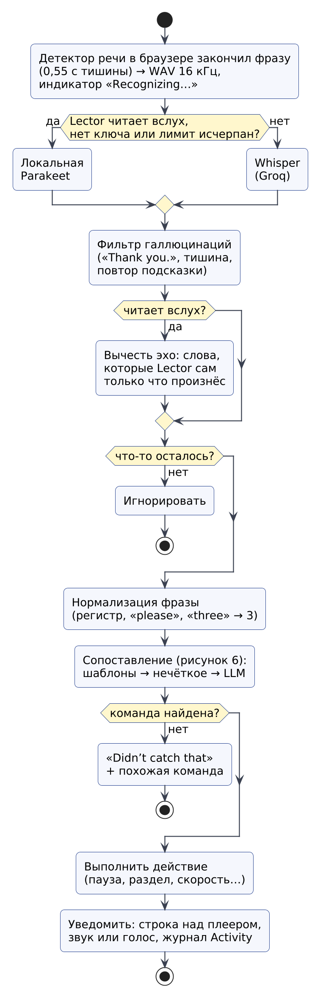 Детектор речи в браузере закончил фразу
(0,55 с тишины) → WAV 16 кГц,
индикатор «Recognizing…»
да
Lector читает вслух,
нет ключа или лимит исчерпан?
нет
Локальная
Parakeet
Whisper
(Groq)
Фильтр галлюцинаций
(«Thank you.», тишина,
повтор подсказки)
читает вслух?
да
Вычесть эхо: слова,
которые Lector сам
только что произнёс
что-то осталось?
нет
Игнорировать
Нормализация фразы
(регистр, «please», «three» → 3)
Сопоставление (рисунок 6):
шаблоны → нечёткое → LLM
команда найдена?
нет
«Didn’t catch that»
+ похожая команда
Выполнить действие
(пауза, раздел, скорость…)
Уведомить: строка над плеером,
звук или голос, журнал Activity